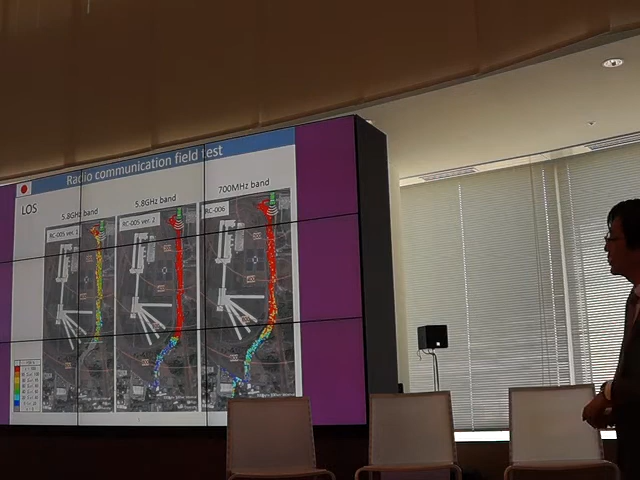 Radio communication field test
LOS
5.8GHz band
5.8GHz band
700MHz band
RC-005 ver. 1
RC-005 ver. 2
RC-006